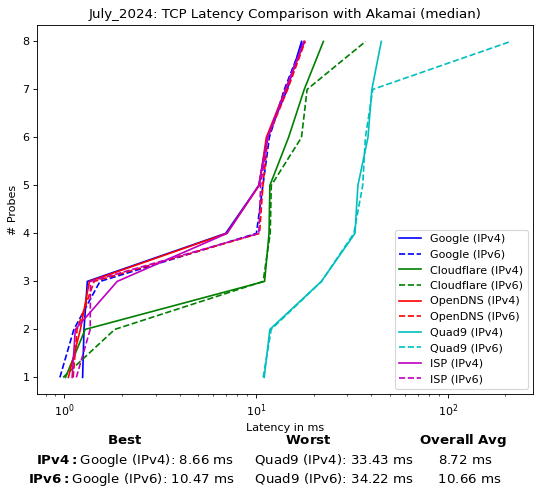 July_2024: TCP Latency Comparison with Akamai (median)
8
7
6
5
4
3
2
1
# Probes
Google (IPv4)
Google (IPv6)
Cloudflare (IPv4)
Cloudflare (IPv6)
OpenDNS (IPv4)
OpenDNS (IPv6)
Quad9 (IPv4)
Quad9 (IPv6)
ISP (IPv4)
ISP (IPv6)
10⁰ 10¹ 10²
Latency in ms
Best Worst Overall Avg
IPv4: Google (IPv4): 8.66 ms Quad9 (IPv4): 33.43 ms 8.72 ms
IPv6: Google (IPv6): 10.47 ms Quad9 (IPv6): 34.22 ms 10.66 ms